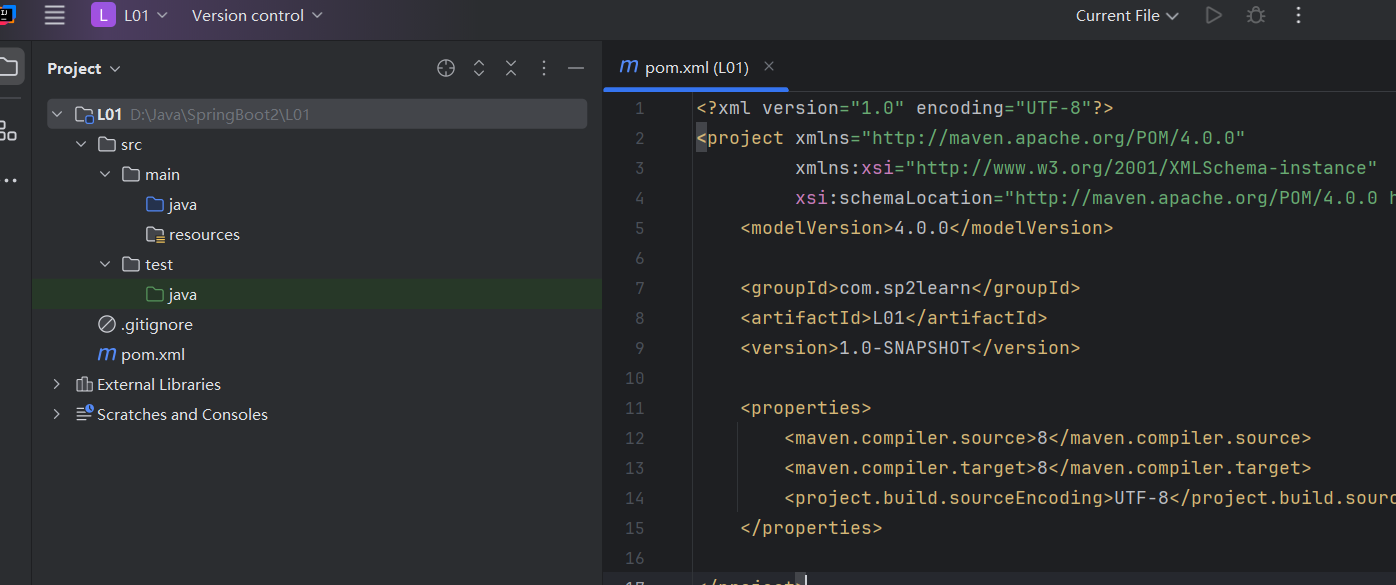 L L01 Version control Current File
Project
pom.xml (L01)
L01 D:\Java\SpringBoot2\L01
src
main
java
resources
test
java
.gitignore
pom.xml
External Libraries
Scratches and Consoles
1 <?xml version="1.0" encoding="UTF-8"?>
2 <project xmlns="http://maven.apache.org/POM/4.0.0"
3 xmlns:xsi="http://www.w3.org/2001/XMLSchema-instance"
4 xsi:schemaLocation="http://maven.apache.org/POM/4.0.0 h
5 <modelVersion>4.0.0</modelVersion>
6
7 <groupId>com.sp2learn</groupId>
8 <artifactId>L01</artifactId>
9 <version>1.0-SNAPSHOT</version>
10
11 <properties>
12 <maven.compiler.source>8</maven.compiler.source>
13 <maven.compiler.target>8</maven.compiler.target>
14 <project.build.sourceEncoding>UTF-8</project.build.sourc
15 </properties>
16
17 </project>